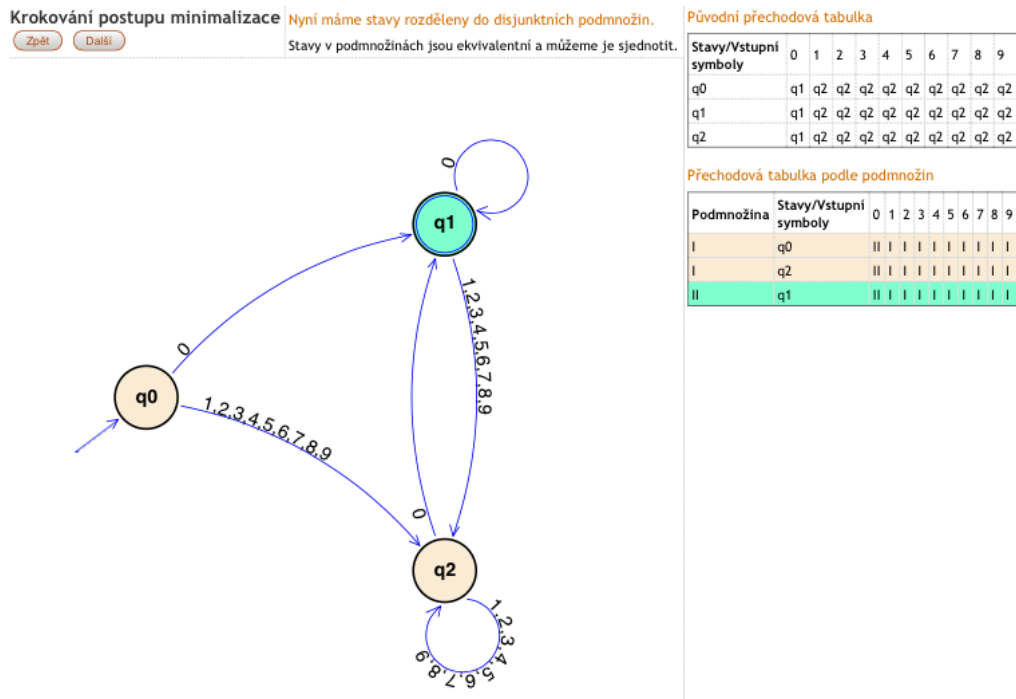 Krokování postupu minimalizace
Zpět
Další
Nyní máme stavy rozděleny do disjunktních podmnožin.
Stavy v podmnožinách jsou ekvivalentní a můžeme je sjednotit.
Původní přechodová tabulka
Stavy/Vstupní symboly 0 1 2 3 4 5 6 7 8 9
q0 q1 q2 q2 q2 q2 q2 q2 q2 q2 q2
q1 q1 q2 q2 q2 q2 q2 q2 q2 q2 q2
q2 q1 q2 q2 q2 q2 q2 q2 q2 q2 q2
Přechodová tabulka podle podmnožin
Podmnožina Stavy/Vstupní symboly 0 1 2 3 4 5 6 7 8 9
I q0 II I I I I I I I I I
I q2 II I I I I I I I I I
II q1 II I I I I I I I I I
0
q1
1,2,3,4,5,6,7,8,9
0
q0
1,2,3,4,5,6,7,8,9
0
q2
1,2,3,4,5,6,7,8,9